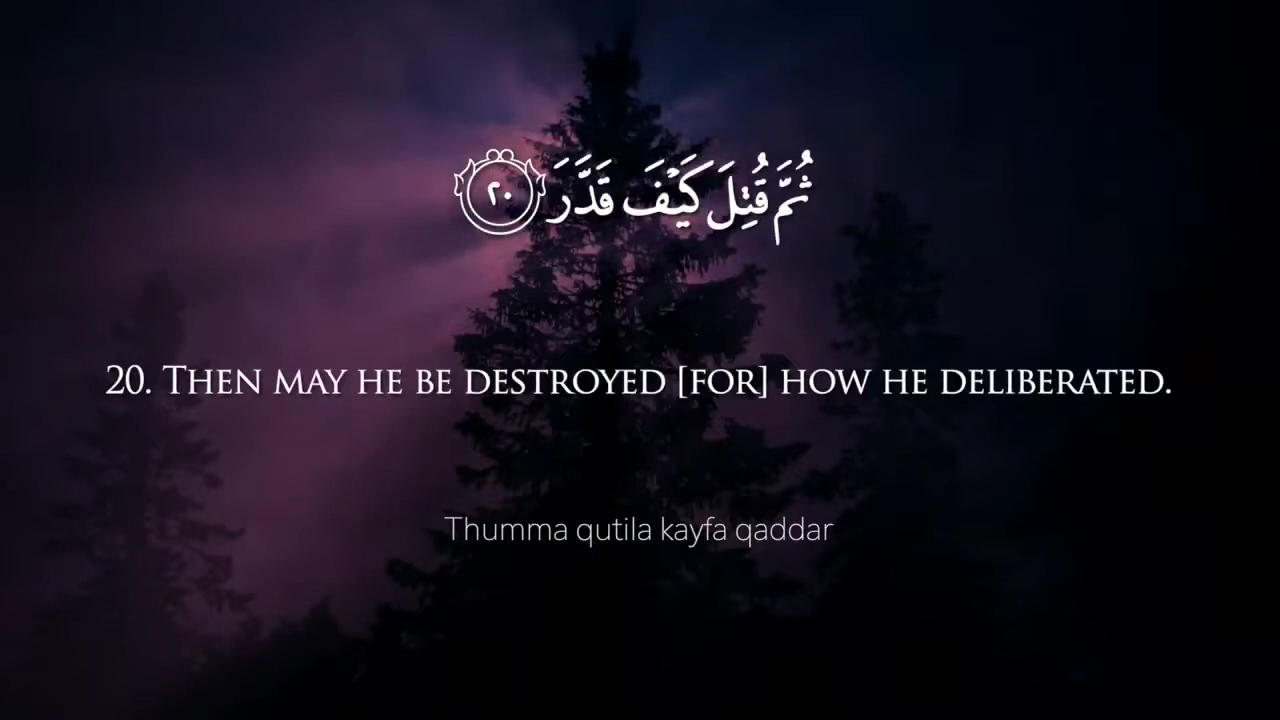 ثُمَّ قُتِلَ كَيْفَ قَدَّرَ ٢٠
20. THEN MAY HE BE DESTROYED [FOR] HOW HE DELIBERATED.
Thumma qutila kayfa qaddar